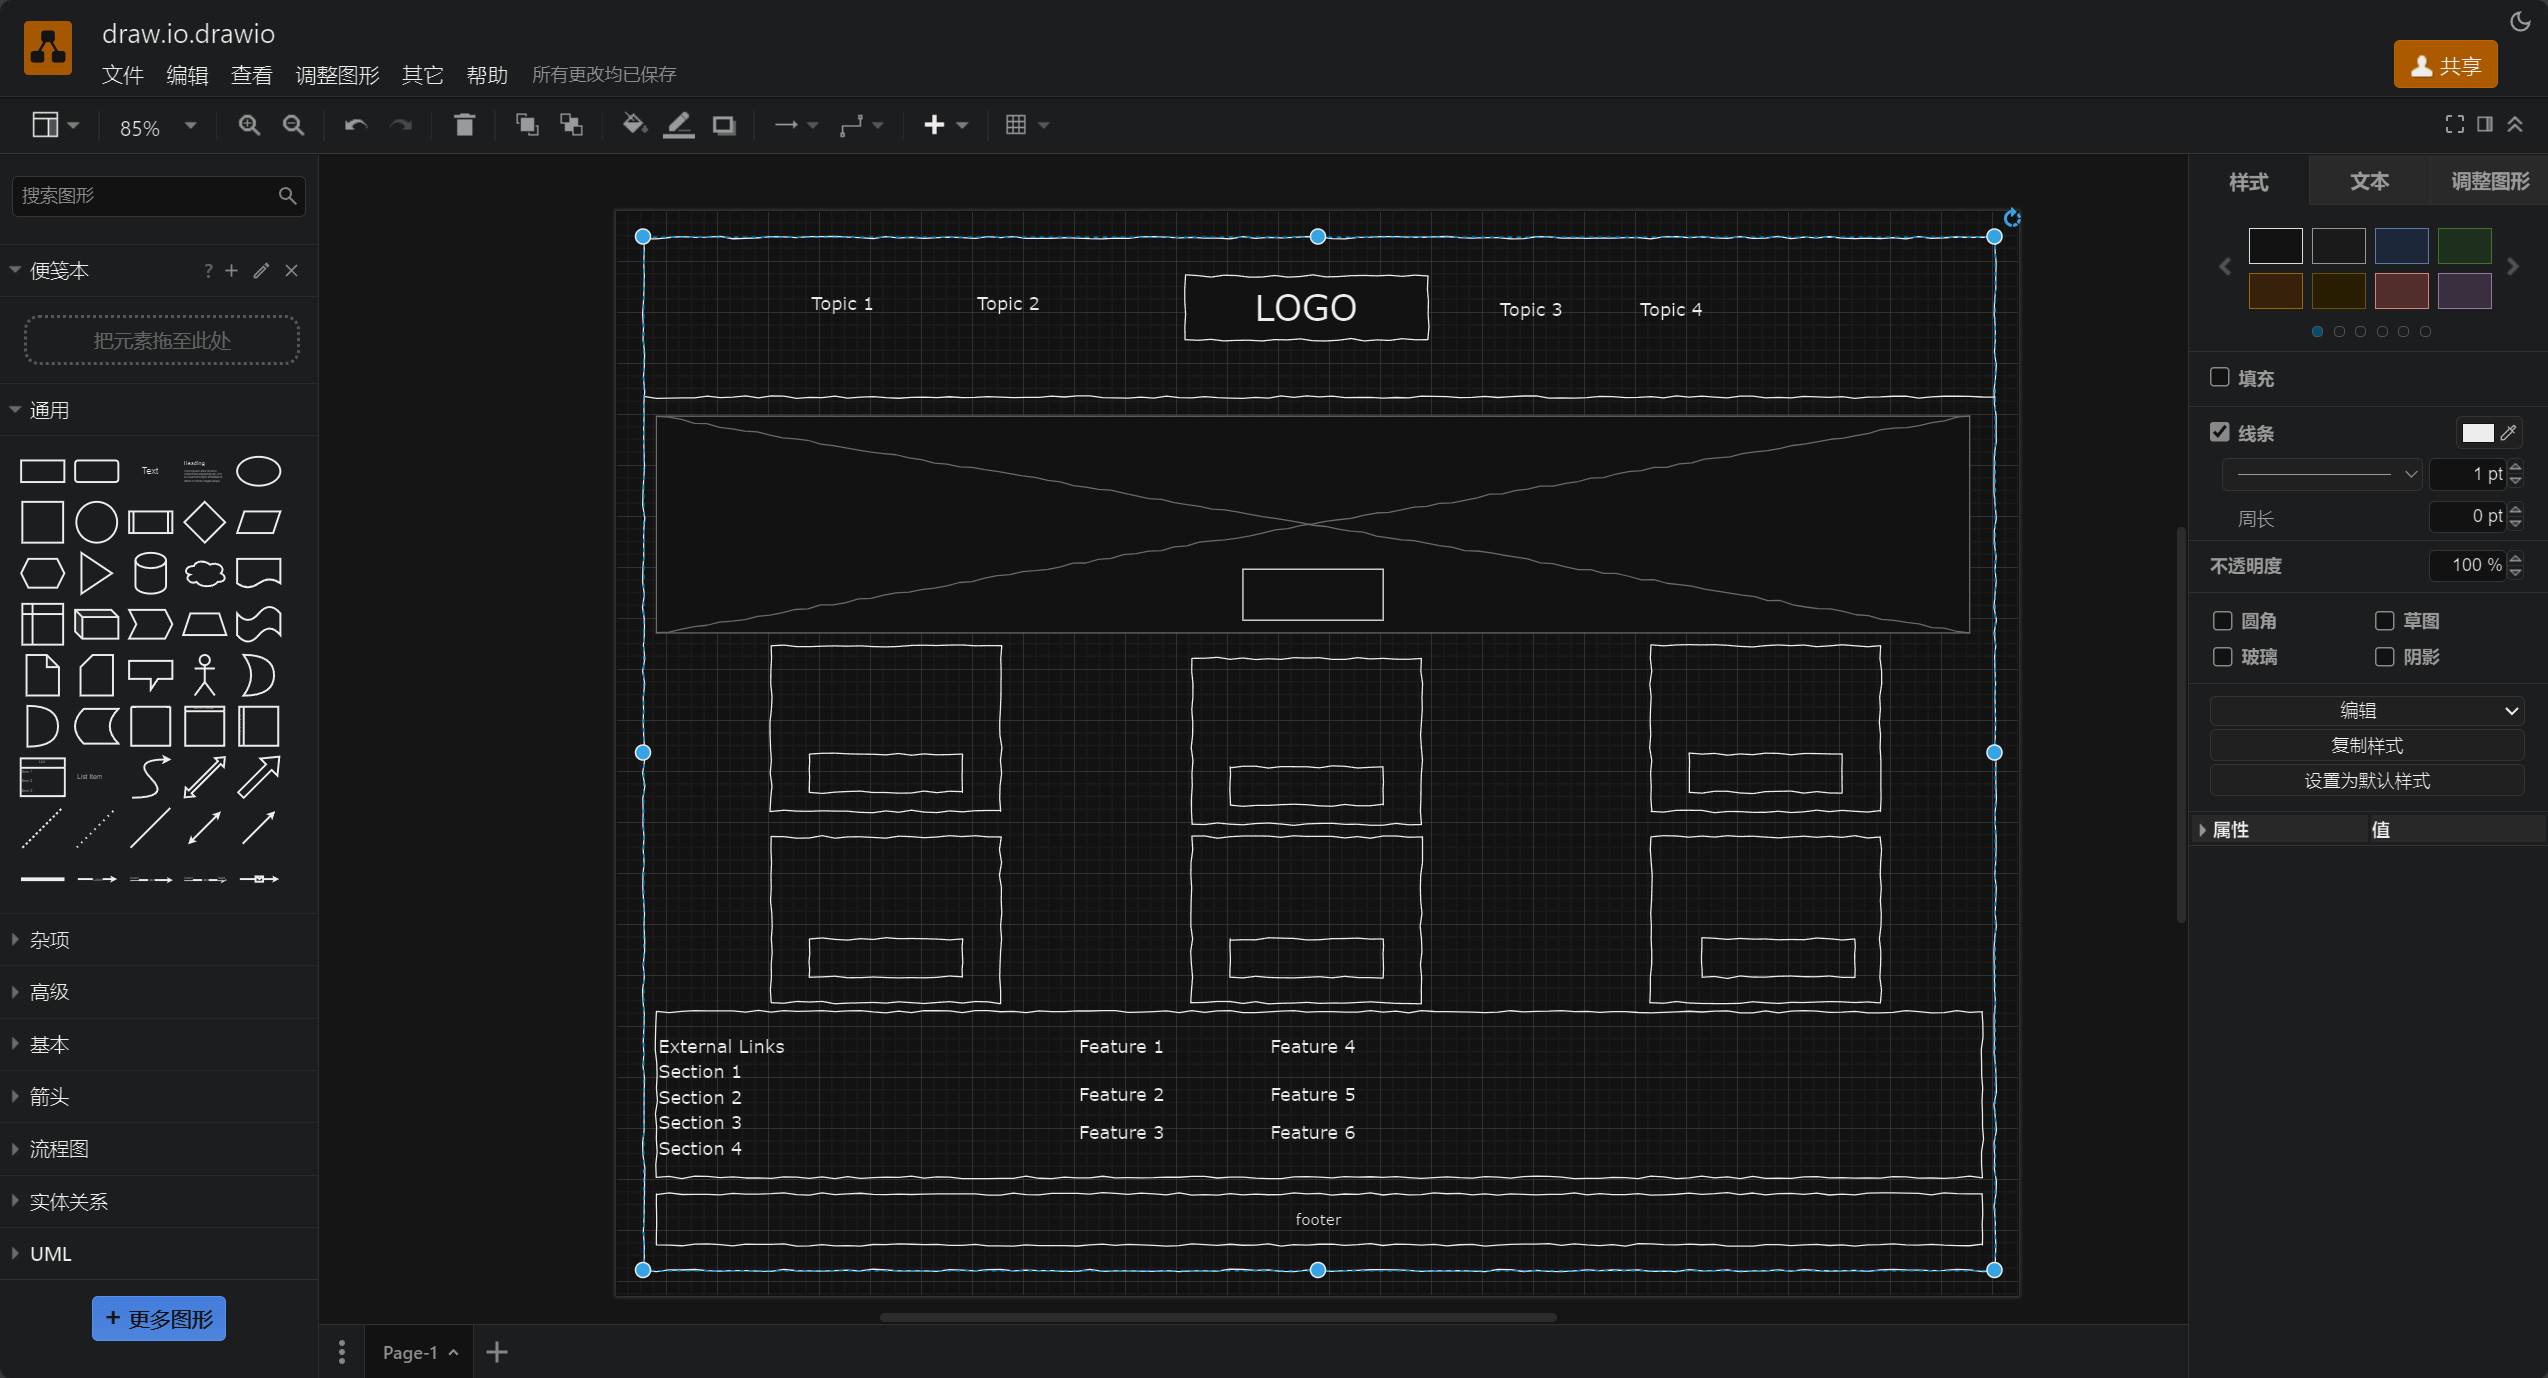 draw.io.drawio
文件 编辑 查看 调整图形 其它 帮助 所有更改均已保存
共享
85%
搜索图形
便笺本
?
把元素拖至此处
通用
Text
Heading
List Item
杂项
高级
基本
箭头
流程图
实体关系
UML
+ 更多图形
Topic 1
Topic 2
LOGO
Topic 3
Topic 4
External Links
Section 1
Section 2
Section 3
Section 4
Feature 1
Feature 4
Feature 2
Feature 5
Feature 3
Feature 6
footer
Page-1
样式 文本 调整图形
填充
线条
1 pt
周长
0 pt
不透明度
100 %
圆角 草图
玻璃 阴影
编辑
复制样式
设置为默认样式
属性 值